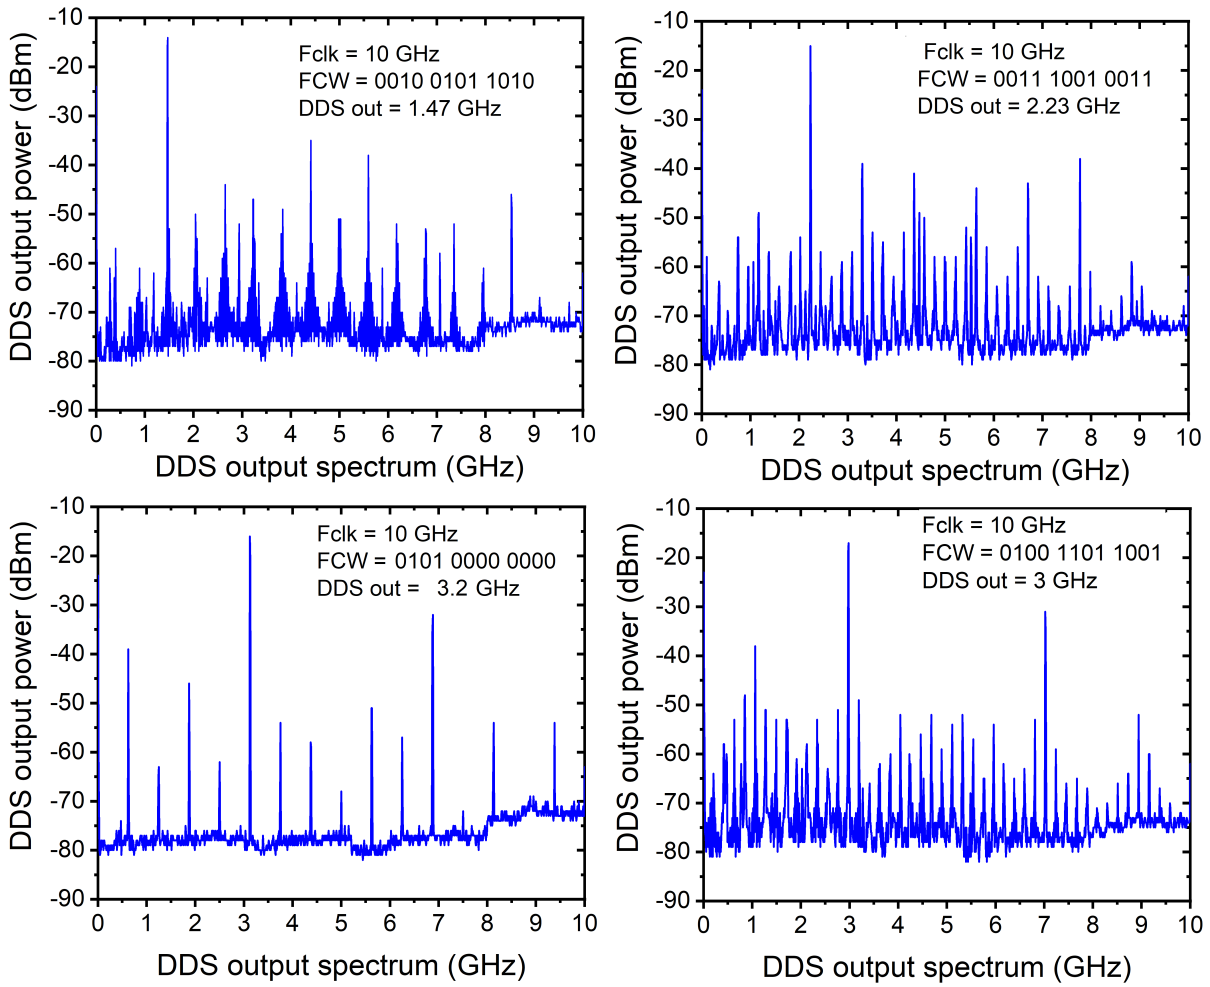 Fclk = 10 GHz
FCW = 0010 0101 1010
DDS out = 1.47 GHz
DDS output power (dBm)
-10
-20
-30
-40
-50
-60
-70
-80
-90
0 1 2 3 4 5 6 7 8 9 10
DDS output spectrum (GHz)
Fclk = 10 GHz
FCW = 0011 1001 0011
DDS out = 2.23 GHz
DDS output power (dBm)
-10
-20
-30
-40
-50
-60
-70
-80
-90
0 1 2 3 4 5 6 7 8 9 10
DDS output spectrum (GHz)
Fclk = 10 GHz
FCW = 0101 0000 0000
DDS out = 3.2 GHz
DDS output power (dBm)
-10
-20
-30
-40
-50
-60
-70
-80
-90
0 1 2 3 4 5 6 7 8 9 10
DDS output spectrum (GHz)
Fclk = 10 GHz
FCW = 0100 1101 1001
DDS out = 3 GHz
DDS output power (dBm)
-10
-20
-30
-40
-50
-60
-70
-80
-90
0 1 2 3 4 5 6 7 8 9 10
DDS output spectrum (GHz)